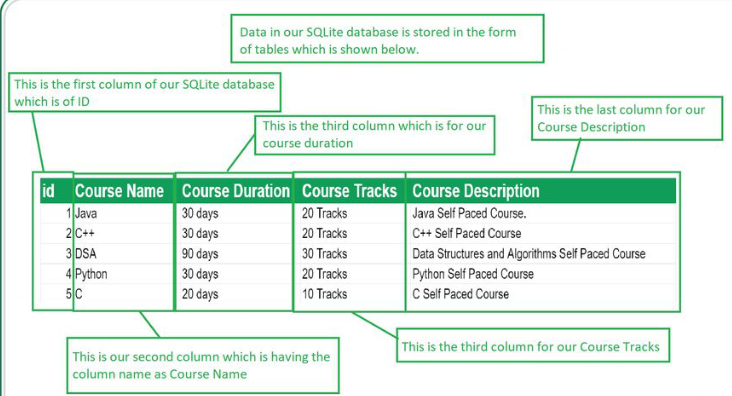 Data in our SQLite database is stored in the form
of tables which is shown below.
This is the first column of our SQLite database
which is of ID
This is the third column which is for our
course duration
This is the last column for our
Course Description
id Course Name Course Duration Course Tracks Course Description
1 Java 30 days 20 Tracks Java Self Paced Course.
2 C++ 30 days 20 Tracks C++ Self Paced Course
3 DSA 90 days 30 Tracks Data Structures and Algorithms Self Paced Course
4 Python 30 days 20 Tracks Python Self Paced Course
5 C 20 days 10 Tracks C Self Paced Course
This is our second column which is having the
column name as Course Name
This is the third column for our Course Tracks